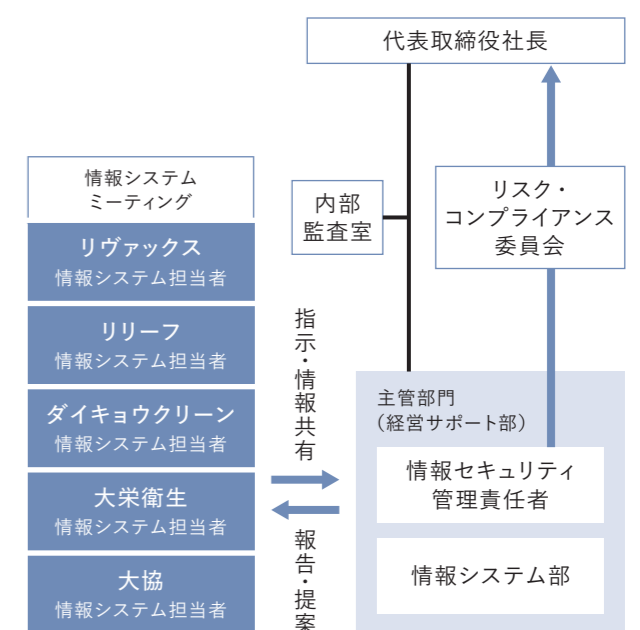 代表取締役社長
情報システム
ミーティング
リヴァックス
情報システム担当者
リリーフ
情報システム担当者
ダイキョウクリーン
情報システム担当者
大栄衛生
情報システム担当者
大協
情報システム担当者
内部
監査室
リスク・
コンプライアンス
委員会
指示・情報共有
報告・提案
主管部門
(経営サポート部)
情報セキュリティ
管理責任者
情報システム部